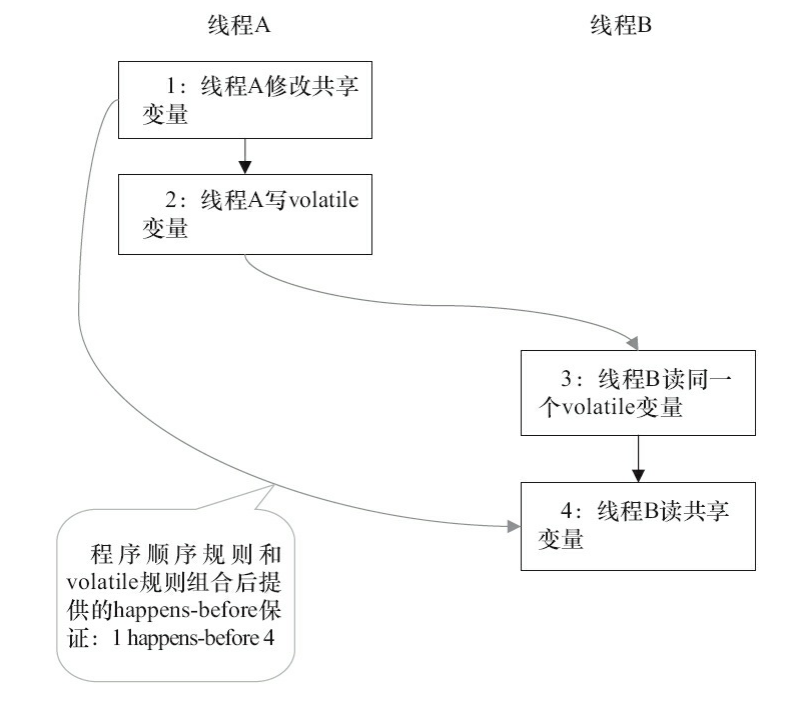 线程A
线程B
1：线程A修改共享
变量
2：线程A写volatile
变量
3：线程B读同一
个volatile变量
4：线程B读共享
变量
程序顺序规则和
volatile规则组合后提
供的happens-before保
证：1 happens-before 4